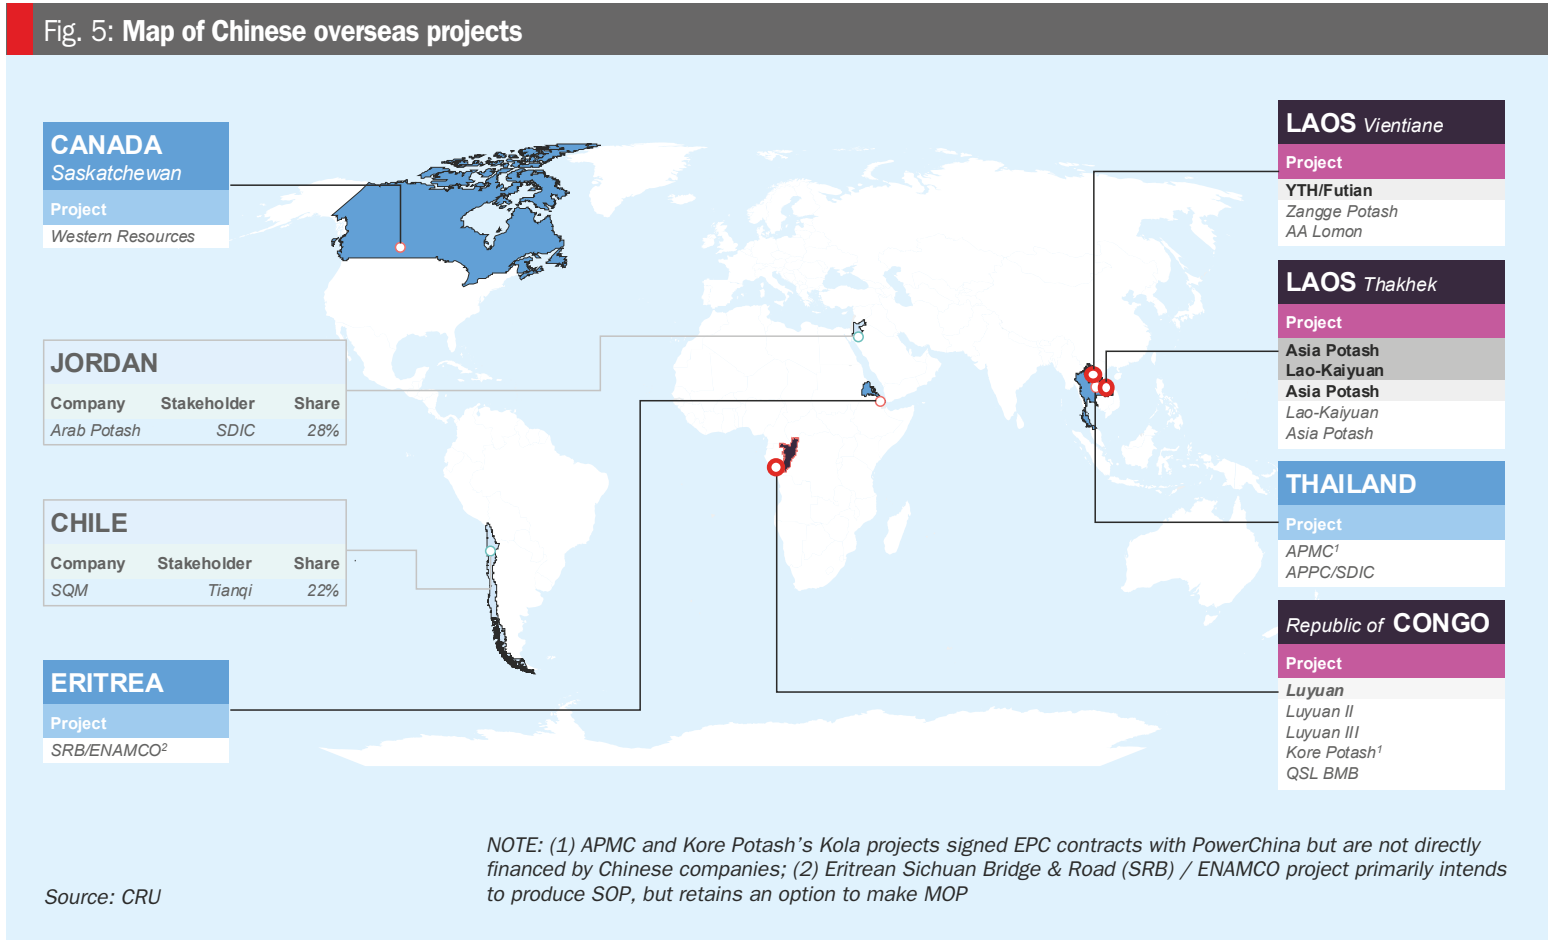 Fig. 5: Map of Chinese overseas projects
CANADA
Saskatchewan
Project
Western Resources
JORDAN
Company Stakeholder Share
Arab Potash SDIC 28%
CHILE
Company Stakeholder Share
SQM Tianqi 22%
ERITREA
Project
SRB/ENAMCO²
LAOS Vientiane
Project
YTH/Futian
Zangge Potash
AA Lomon
LAOS Thakhek
Project
Asia Potash
Lao-Kaiyuan
Asia Potash
Lao-Kaiyuan
Asia Potash
THAILAND
Project
APMC¹
APPC/SDIC
Republic of CONGO
Project
Luyuan
Luyuan II
Luyuan III
Kore Potash¹
QSL BMB
NOTE: (1) APMC and Kore Potash's Kola projects signed EPC contracts with PowerChina but are not directly
financed by Chinese companies; (2) Eritrean Sichuan Bridge & Road (SRB) / ENAMCO project primarily intends
to produce SOP, but retains an option to make MOP
Source: CRU